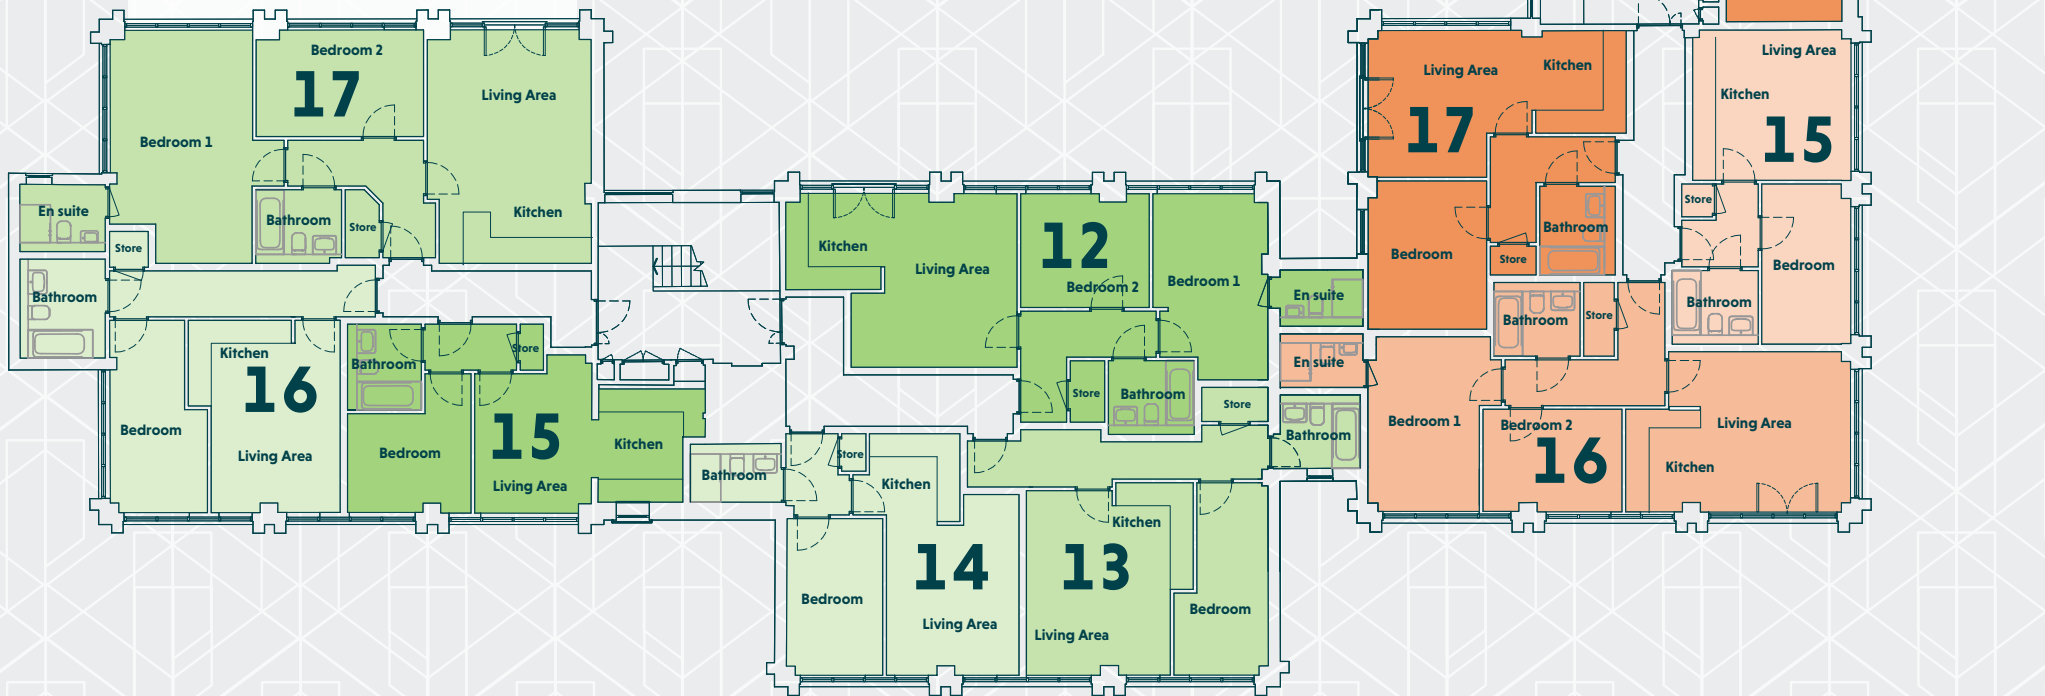 Bedroom 2
17
Living Area
Bedroom 1
En suite
Bathroom
Store
Kitchen
Store
Bathroom
Kitchen
16
Bedroom
Living Area
Bathroom
Store
15
Bedroom
Living Area
Kitchen
Kitchen
Living Area
12
Bedroom 2
Bedroom 1
En suite
Store
Bathroom
Store
Bathroom
Bathroom
Store
Kitchen
14
Bedroom
Living Area
Kitchen
13
Bedroom
Living Area
Living Area
Kitchen
17
Bedroom
Bathroom
Store
Living Area
Kitchen
15
Store
Bedroom
Bathroom
En suite
Bathroom
Store
Bedroom 1
Bedroom 2
16
Living Area
Kitchen